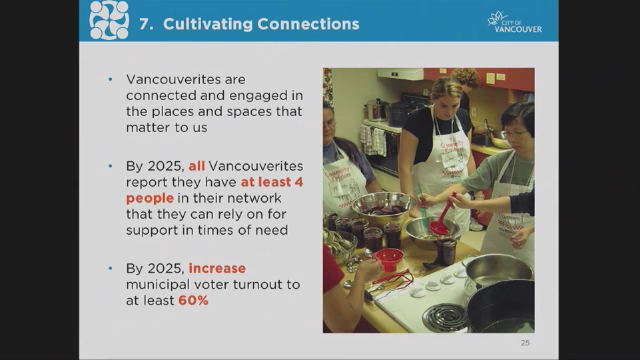 7. Cultivating Connections
CITY OF
VANCOUVER
• Vancouverites are
connected and engaged in
the places and spaces that
matter to us
• By 2025, all Vancouverites
report they have at least 4
people in their network
that they can rely on for
support in times of need
• By 2025, increase
municipal voter turnout to
at least 60%
25